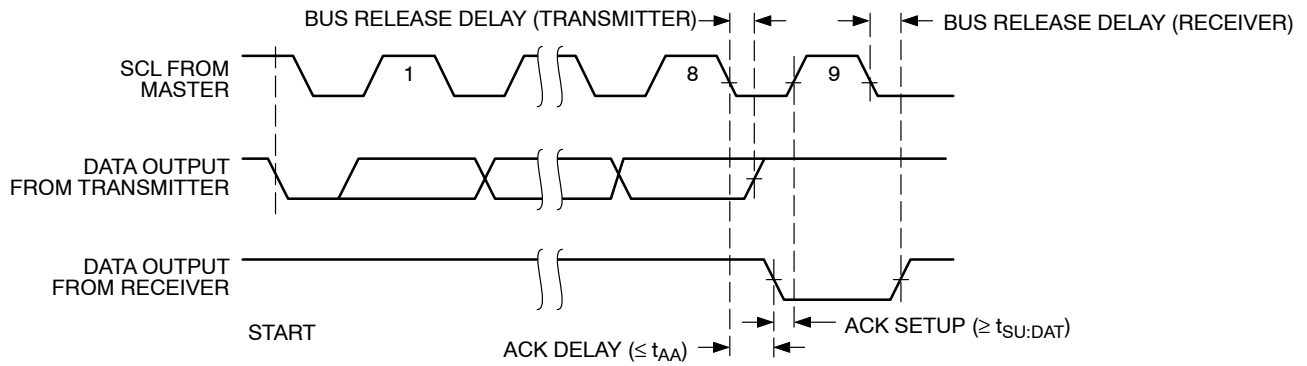 BUS RELEASE DELAY (TRANSMITTER)
BUS RELEASE DELAY (RECEIVER)
SCL FROM
MASTER
1
8
9
DATA OUTPUT
FROM TRANSMITTER
DATA OUTPUT
FROM RECEIVER
START
ACK SETUP (≥ tSU:DAT)
ACK DELAY (≤ tAA)